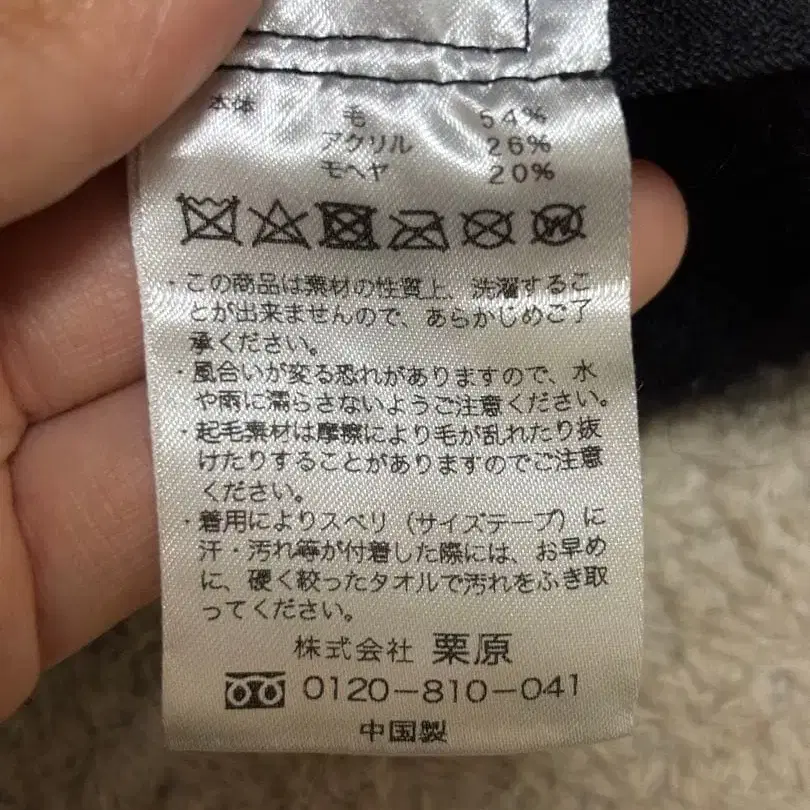 本体 毛 54%
アクリル 26%
モヘヤ 20%
・この商品は素材の性質上、洗濯するこ
とが出来ませんので、あらかじめご了
承ください。
・風合いが変る恐れがありますので、水
や雨に濡らさないようご注意ください。
・起毛素材は摩擦により毛が乱れたり抜
けたりすることがありますのでご注意
ください。
・着用によりスベリ（サイズテープ）に
汗・汚れ等が付着した際には、お早め
に、硬く絞ったタオルで汚れをふき取
ってください。
株式会社 栗原
0120-810-041
中国製